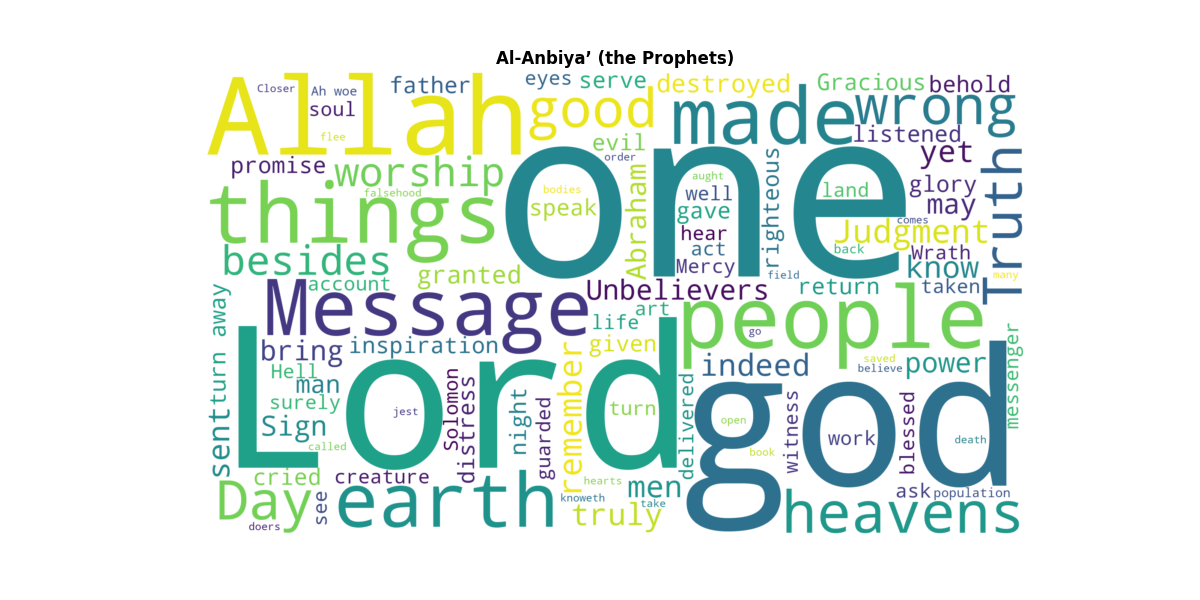 Al-Anbiya’ (the Prophets)
Closer
Ah woe
father
eyes
serve
destroyed
Gracious
behold
Allah
soul
flee
good
made
wrong
evil
order
listened
yet
promise
worship
falsehood
things
bodies
speak
Abraham
one
aught
well
gave
hear
act
Mercy
righteous
land
glory
may
comes
Judgment
back
Wrath
Truth
besides
account
granted
field
know
many
taken
return
Unbelievers
Message
art
life
people
go
turn away
bring
inspiration
given
indeed
saved
believe
power
messenger
Hell
man
surely
Sign
called
Lord
jest
Solomon
distress
night
guarded
remember
turn
delivered
god
open
book
witness
work
blessed
death
sent
cried
creature
hearts
knoweth
take
men
ask
population
Day
doers
see
earth
truly
heavens